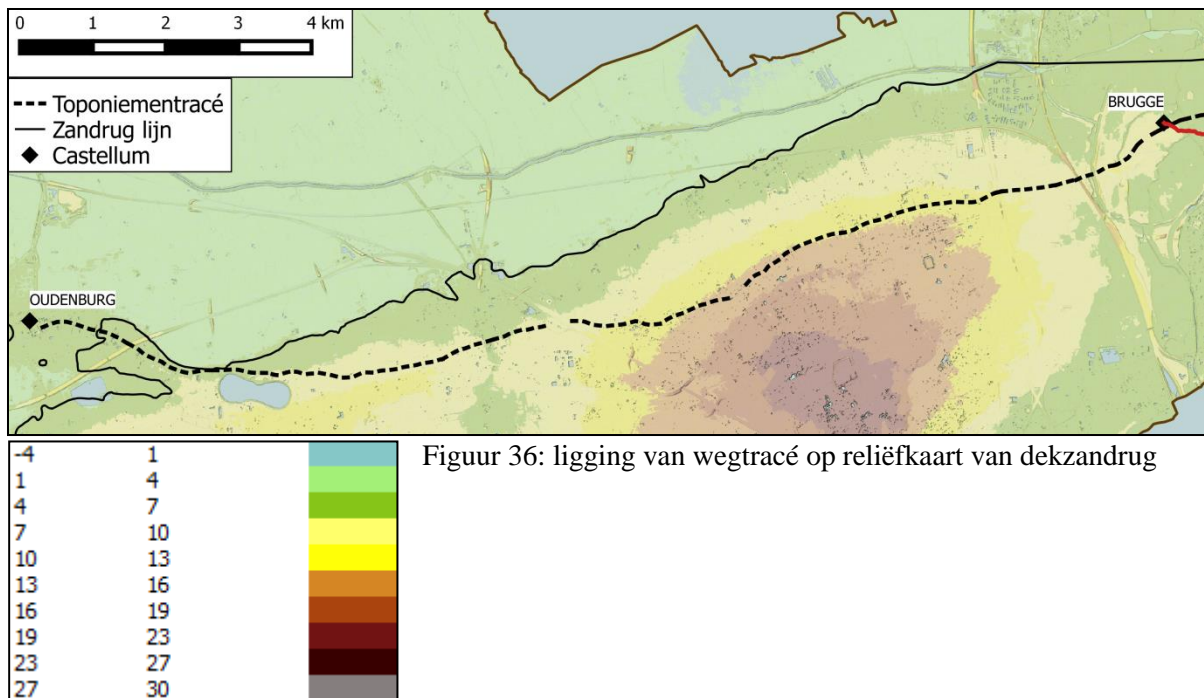 0 1 2 3 4 km
Toponiementracé
Zandrug lijn
Castellum
BRUGGE
OUDENBURG
Figuur 36: ligging van wegtracé op reliëfkaart van dekzandrug
-4 1
1 4
4 7
7 10
10 13
13 16
16 19
19 23
23 27
27 30